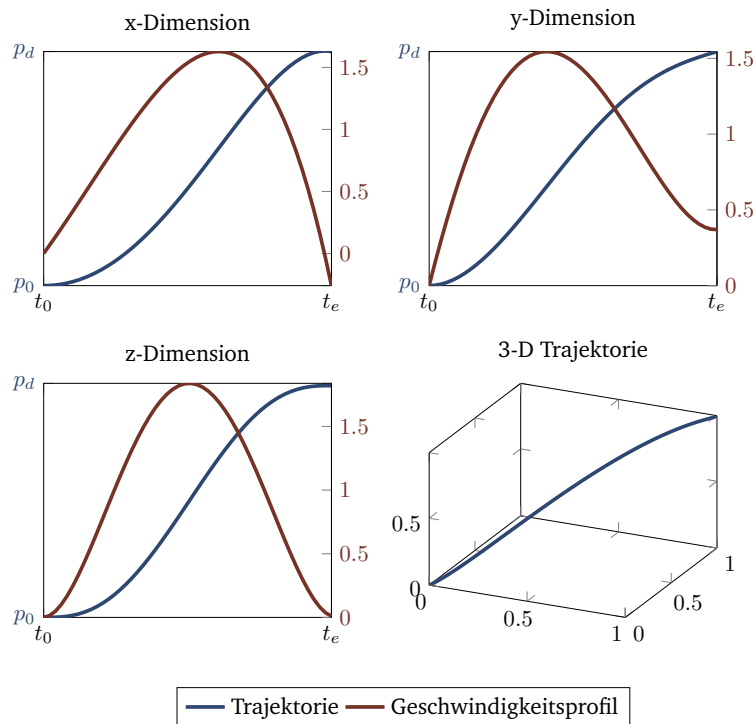 x-Dimension
y-Dimension
p_d
1.5
1
0.5
0
p_0
t_0
t_e
p_d
1.5
1
0.5
0
p_0
t_0
t_e
z-Dimension
3-D Trajektorie
p_d
1.5
1
0.5
0
p_0
t_0
t_e
0.5
0
0
0.5
1
0
0.5
1
Trajektorie
Geschwindigkeitsprofil